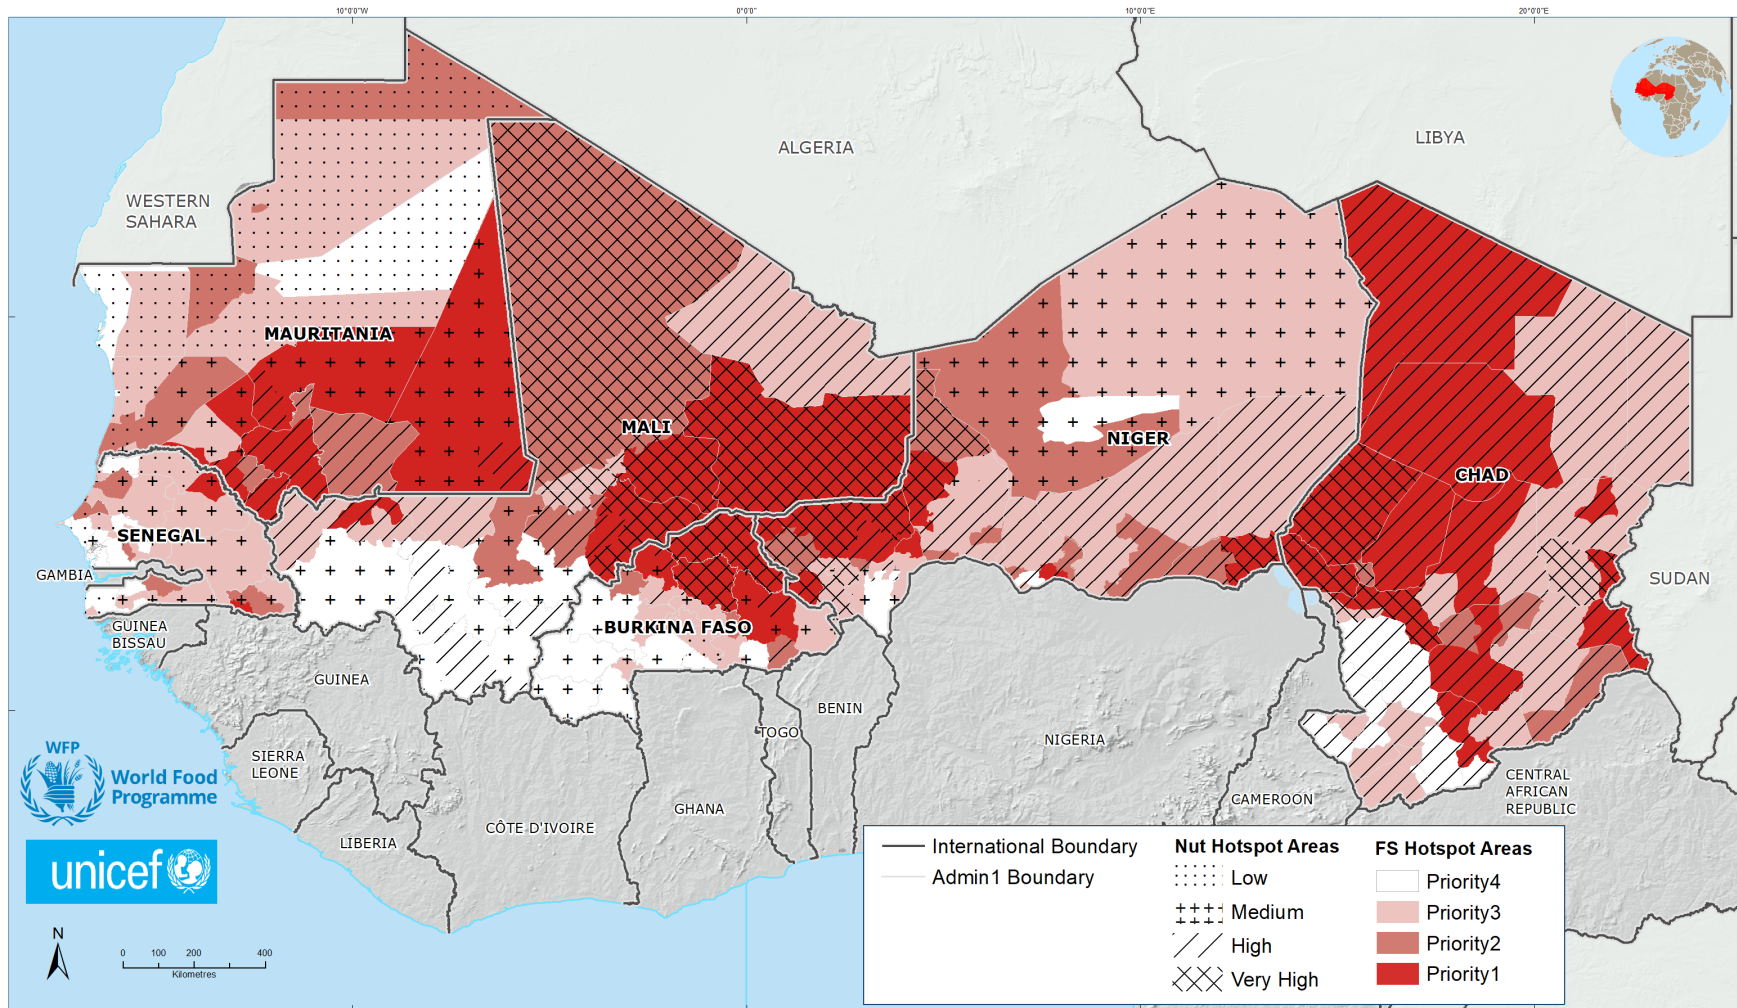 10°0'0"W
0°0'0"
10°0'0"E
20°0'0"E
ALGERIA
LIBYA
WESTERN
SAHARA
MAURITANIA
MALI
NIGER
CHAD
SENEGAL
GAMBIA
SUDAN
GUINEA
BISSAU
BURKINA FASO
GUINEA
BENIN
TOGO
NIGERIA
SIERRA
LEONE
CENTRAL
AFRICAN
REPUBLIC
CAMEROON
GHANA
CÔTE D'IVOIRE
LIBERIA
WFP
World Food
Programme
unicef
N
0 100 200 400
Kilometres
International Boundary
Admin1 Boundary
Nut Hotspot Areas
Low
Medium
High
Very High
FS Hotspot Areas
Priority4
Priority3
Priority2
Priority1